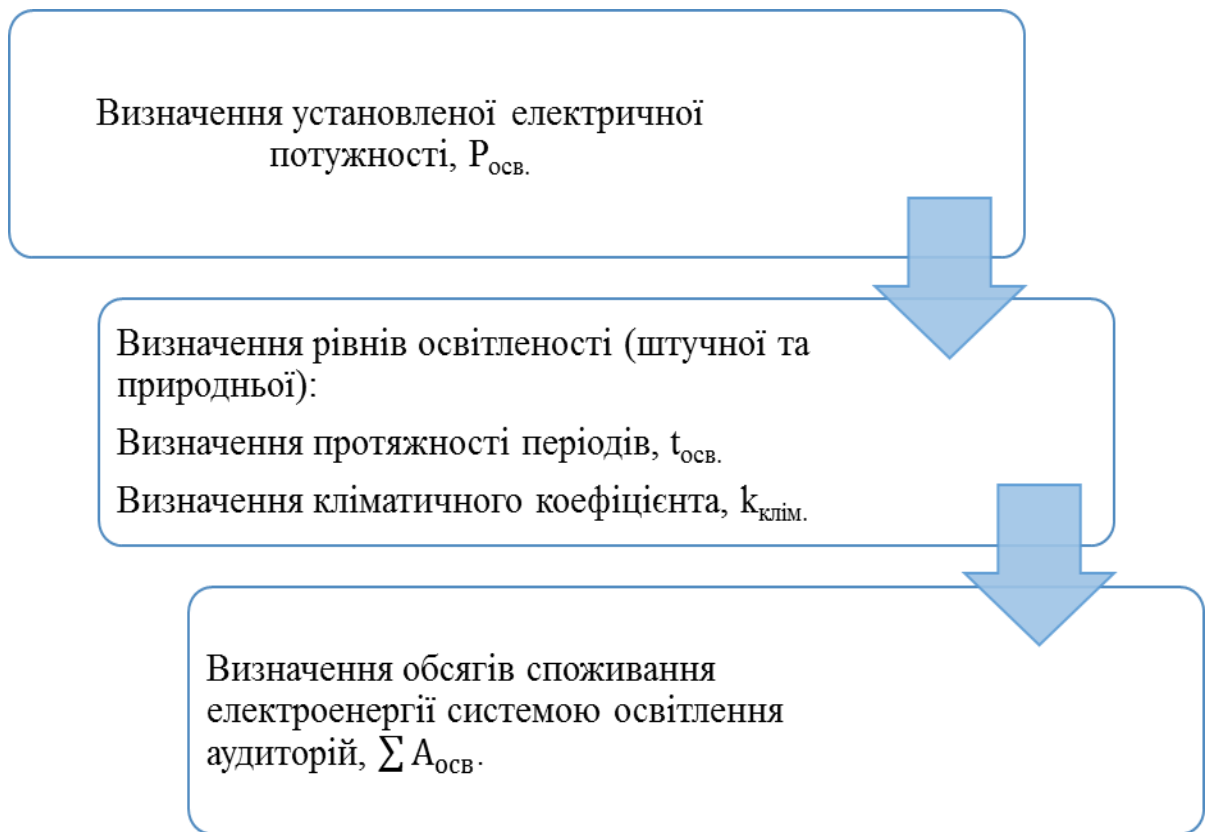 Визначення установленої електричної
потужності, Pосв.
Визначення рівнів освітленості (штучної та
природньої):
Визначення протяжності періодів, tосв.
Визначення кліматичного коефіцієнта, kклім.
Визначення обсягів споживання
електроенергії системою освітлення
аудиторій, ∑ Aосв.